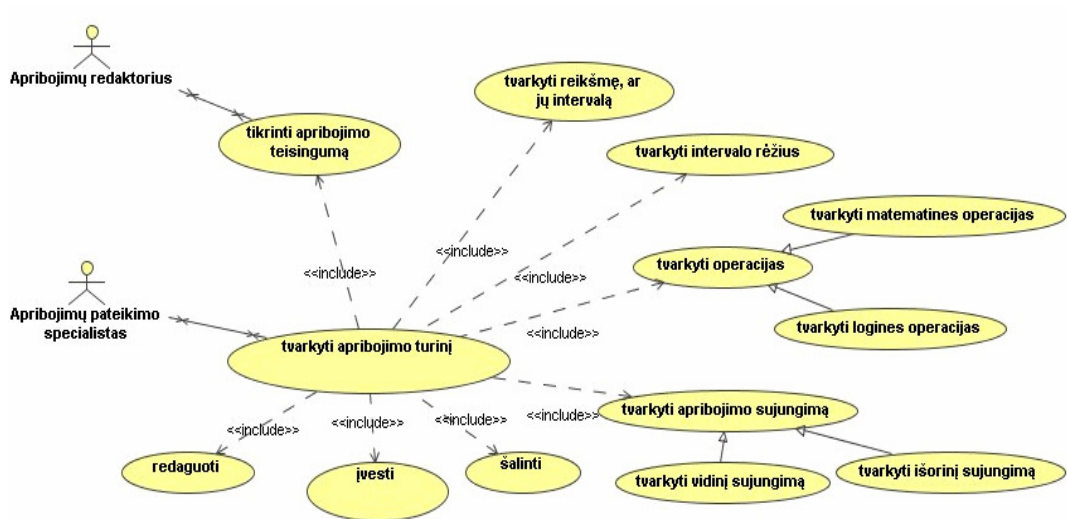 Apribojimų redaktorius
tvarkyti reikšmę, ar
jų intervalą
tikrinti apribojimo
teisingumą
tvarkyti intervalo rėžius
tvarkyti matematines operacijas
<<include>>
<<include>>
tvarkyti operacijas
<<include>>
Apribojimų pateikimo
specialistas
tvarkyti logines operacijas
<<include>>
tvarkyti apribojimo turinį
tvarkyti apribojimo sujungimą
<<include>>
<<include>>
<<include>>
<<include>>
redaguoti
įvesti
šalinti
tvarkyti vidinį sujungimą
tvarkyti išorinį sujungimą